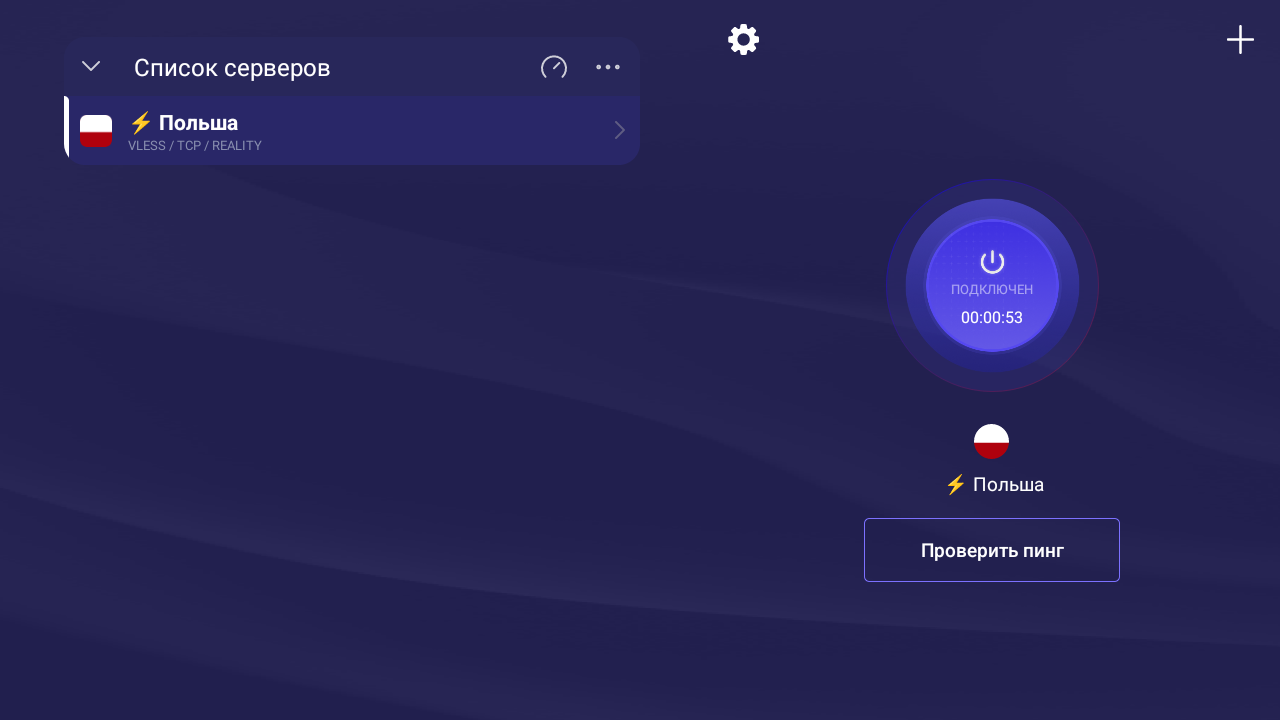 Список серверов
⚡ Польша
VLESS / TCP / REALITY
ПОДКЛЮЧЕН
00:00:53
⚡ Польша
Проверить пинг